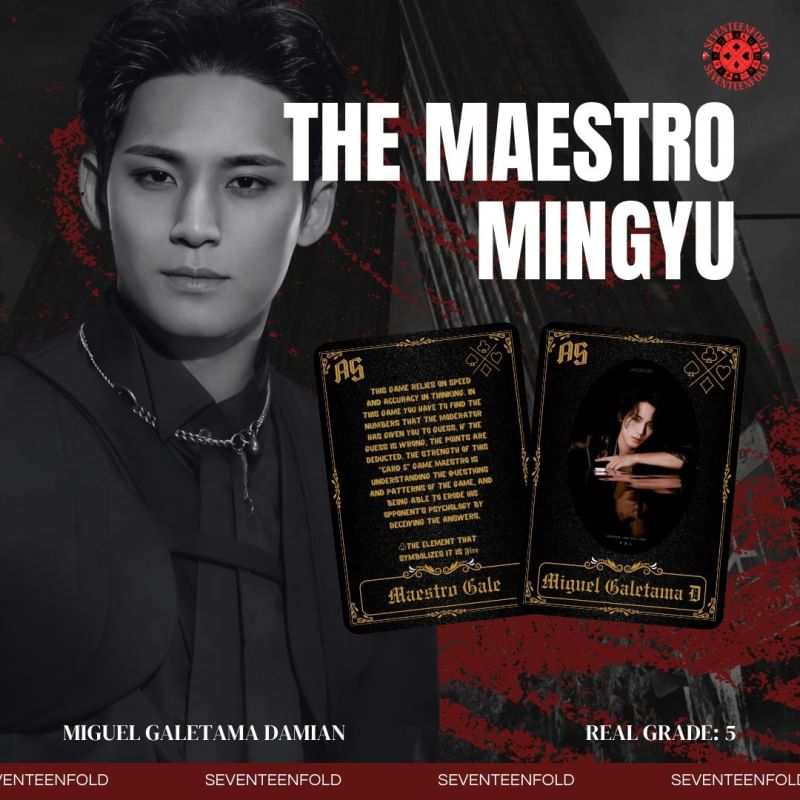 SEVENTEENFOLD
SEVENTEENFOLD
THE MAESTRO
MINGYU
AS
THIS GAME RELIES ON SPEED
AND ACCURACY IN THINKING. IN
THIS GAME YOU HAVE TO FIND THE
NUMBERS THAT THE MODERATOR
HAS GIVEN YOU TO GUESS. IF THE
GUESS IS WRONG, THE POINTS ARE
DEDUCTED. THE STRENGTH OF THIS
"CARD 5" GAME MAESTRO IS
UNDERSTANDING THE QUESTIONS
AND PATTERNS OF THE GAME, AND
BEING ABLE TO ERODE HIS
OPPONENT'S PSYCHOLOGY BY
DECEIVING THE ANSWERS.
♧THE ELEMENT THAT
SYMBOLIZES IT IS Fire
Maestro Gale
AS
Miguel Galetama D
MIGUEL GALETAMA DAMIAN
REAL GRADE: 5
VENTEENFOLD SEVENTEENFOLD SEVENTEENFOLD SEVENTEENFO